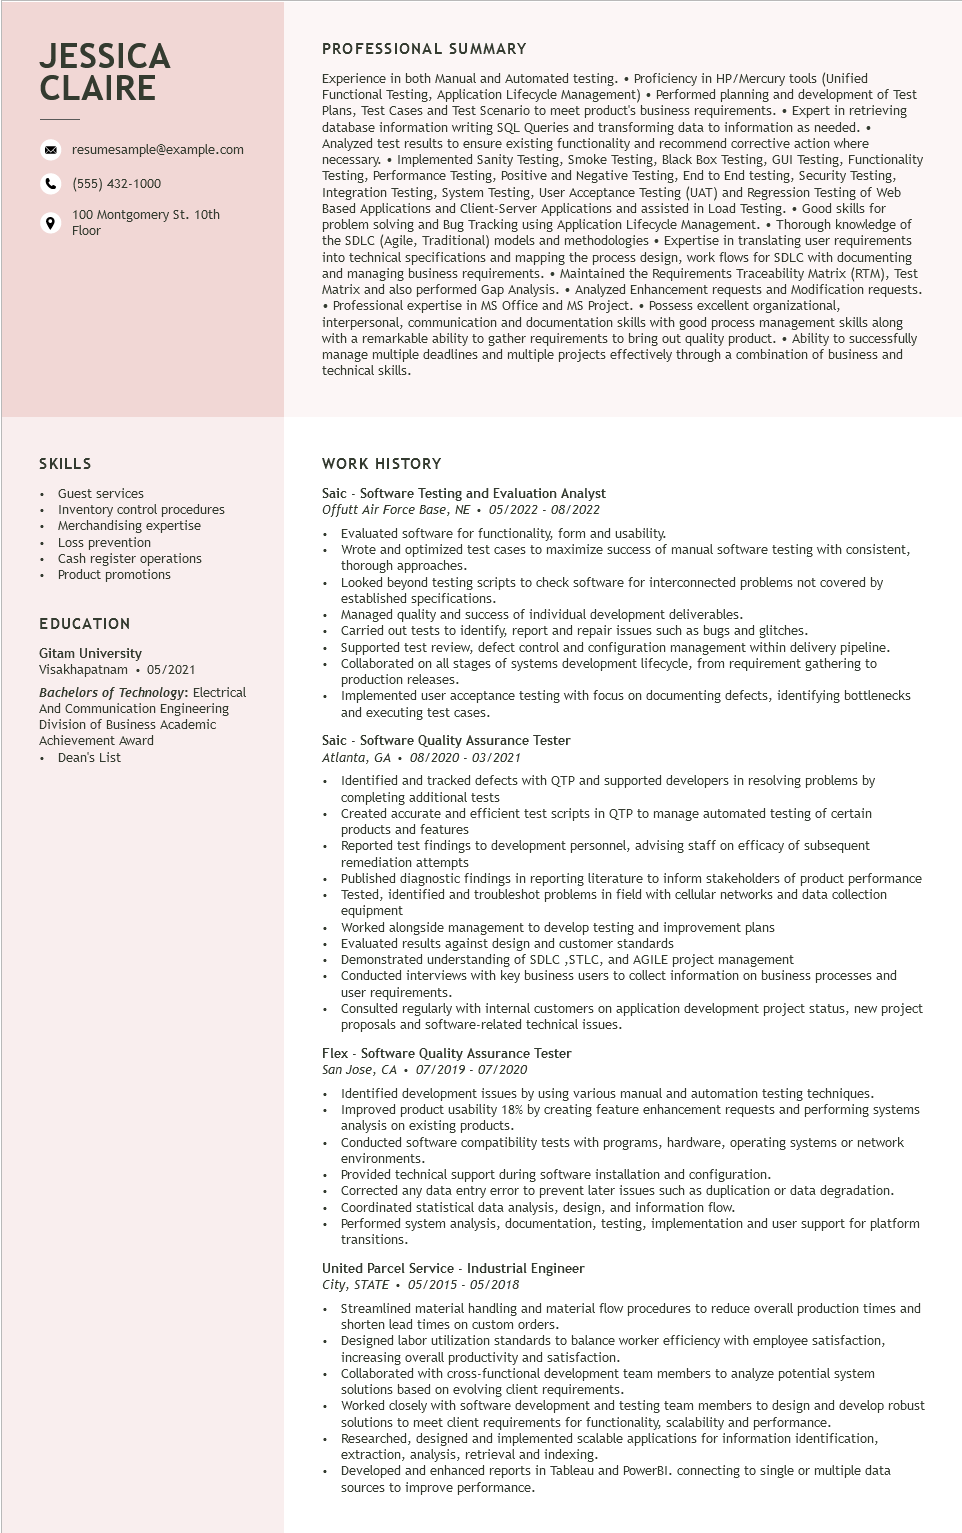 JESSICA
CLAIRE
resumesample@example.com
(555) 432-1000
100 Montgomery St. 10th
Floor
PROFESSIONAL SUMMARY
Experience in both Manual and Automated testing. • Proficiency in HP/Mercury tools (Unified
Functional Testing, Application Lifecycle Management) • Performed planning and development of Test
Plans, Test Cases and Test Scenario to meet product's business requirements. • Expert in retrieving
database information writing SQL Queries and transforming data to information as needed. •
Analyzed test results to ensure existing functionality and recommend corrective action where
necessary. • Implemented Sanity Testing, Smoke Testing, Black Box Testing, GUI Testing, Functionality
Testing, Performance Testing, Positive and Negative Testing, End to End testing, Security Testing,
Integration Testing, System Testing, User Acceptance Testing (UAT) and Regression Testing of Web
Based Applications and Client-Server Applications and assisted in Load Testing. • Good skills for
problem solving and Bug Tracking using Application Lifecycle Management. • Thorough knowledge of
the SDLC (Agile, Traditional) models and methodologies • Expertise in translating user requirements
into technical specifications and mapping the process design, work flows for SDLC with documenting
and managing business requirements. • Maintained the Requirements Traceability Matrix (RTM), Test
Matrix and also performed Gap Analysis. • Analyzed Enhancement requests and Modification requests.
• Professional expertise in MS Office and MS Project. • Possess excellent organizational,
interpersonal, communication and documentation skills with good process management skills along
with a remarkable ability to gather requirements to bring out quality product. • Ability to successfully
manage multiple deadlines and multiple projects effectively through a combination of business and
technical skills.
SKILLS
• Guest services
• Inventory control procedures
• Merchandising expertise
• Loss prevention
• Cash register operations
• Product promotions
EDUCATION
Gitam University
Visakhapatnam • 05/2021
Bachelors of Technology: Electrical
And Communication Engineering
Division of Business Academic
Achievement Award
• Dean's List
WORK HISTORY
Saic - Software Testing and Evaluation Analyst
Offutt Air Force Base, NE • 05/2022 - 08/2022
• Evaluated software for functionality, form and usability.
• Wrote and optimized test cases to maximize success of manual software testing with consistent,
thorough approaches.
• Looked beyond testing scripts to check software for interconnected problems not covered by
established specifications.
• Managed quality and success of individual development deliverables.
• Carried out tests to identify, report and repair issues such as bugs and glitches.
• Supported test review, defect control and configuration management within delivery pipeline.
• Collaborated on all stages of systems development lifecycle, from requirement gathering to
production releases.
• Implemented user acceptance testing with focus on documenting defects, identifying bottlenecks
and executing test cases.
Saic - Software Quality Assurance Tester
Atlanta, GA • 08/2020 - 03/2021
• Identified and tracked defects with QTP and supported developers in resolving problems by
completing additional tests
• Created accurate and efficient test scripts in QTP to manage automated testing of certain
products and features
• Reported test findings to development personnel, advising staff on efficacy of subsequent
remediation attempts
• Published diagnostic findings in reporting literature to inform stakeholders of product performance
• Tested, identified and troubleshot problems in field with cellular networks and data collection
equipment
• Worked alongside management to develop testing and improvement plans
• Evaluated results against design and customer standards
• Demonstrated understanding of SDLC ,STLC, and AGILE project management
• Conducted interviews with key business users to collect information on business processes and
user requirements.
• Consulted regularly with internal customers on application development project status, new project
proposals and software-related technical issues.
Flex - Software Quality Assurance Tester
San Jose, CA • 07/2019 - 07/2020
• Identified development issues by using various manual and automation testing techniques.
• Improved product usability 18% by creating feature enhancement requests and performing systems
analysis on existing products.
• Conducted software compatibility tests with programs, hardware, operating systems or network
environments.
• Provided technical support during software installation and configuration.
• Corrected any data entry error to prevent later issues such as duplication or data degradation.
• Coordinated statistical data analysis, design, and information flow.
• Performed system analysis, documentation, testing, implementation and user support for platform
transitions.
United Parcel Service - Industrial Engineer
City, STATE • 05/2015 - 05/2018
• Streamlined material handling and material flow procedures to reduce overall production times and
shorten lead times on custom orders.
• Designed labor utilization standards to balance worker efficiency with employee satisfaction,
increasing overall productivity and satisfaction.
• Collaborated with cross-functional development team members to analyze potential system
solutions based on evolving client requirements.
• Worked closely with software development and testing team members to design and develop robust
solutions to meet client requirements for functionality, scalability and performance.
• Researched, designed and implemented scalable applications for information identification,
extraction, analysis, retrieval and indexing.
• Developed and enhanced reports in Tableau and PowerBI. connecting to single or multiple data
sources to improve performance.